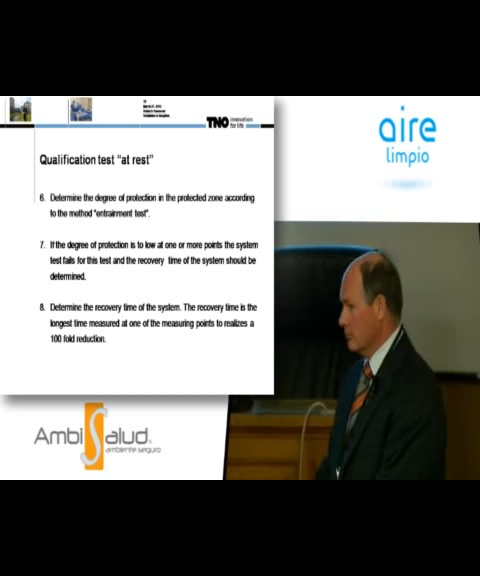 TNO innovation
for life
aire
limpio
Qualification test "at rest"
6. Determine the degree of protection in the protected zone according
to the method "entrainment test".
7. If the degree of protection is to low at one or more points the system
test fails for this test and the recovery time of the system should be
determined.
8. Determine the recovery time of the system. The recovery time is the
longest time measured at one of the measuring points to realizes a
100 fold reduction.
AmbiSalud®
ambiente seguro